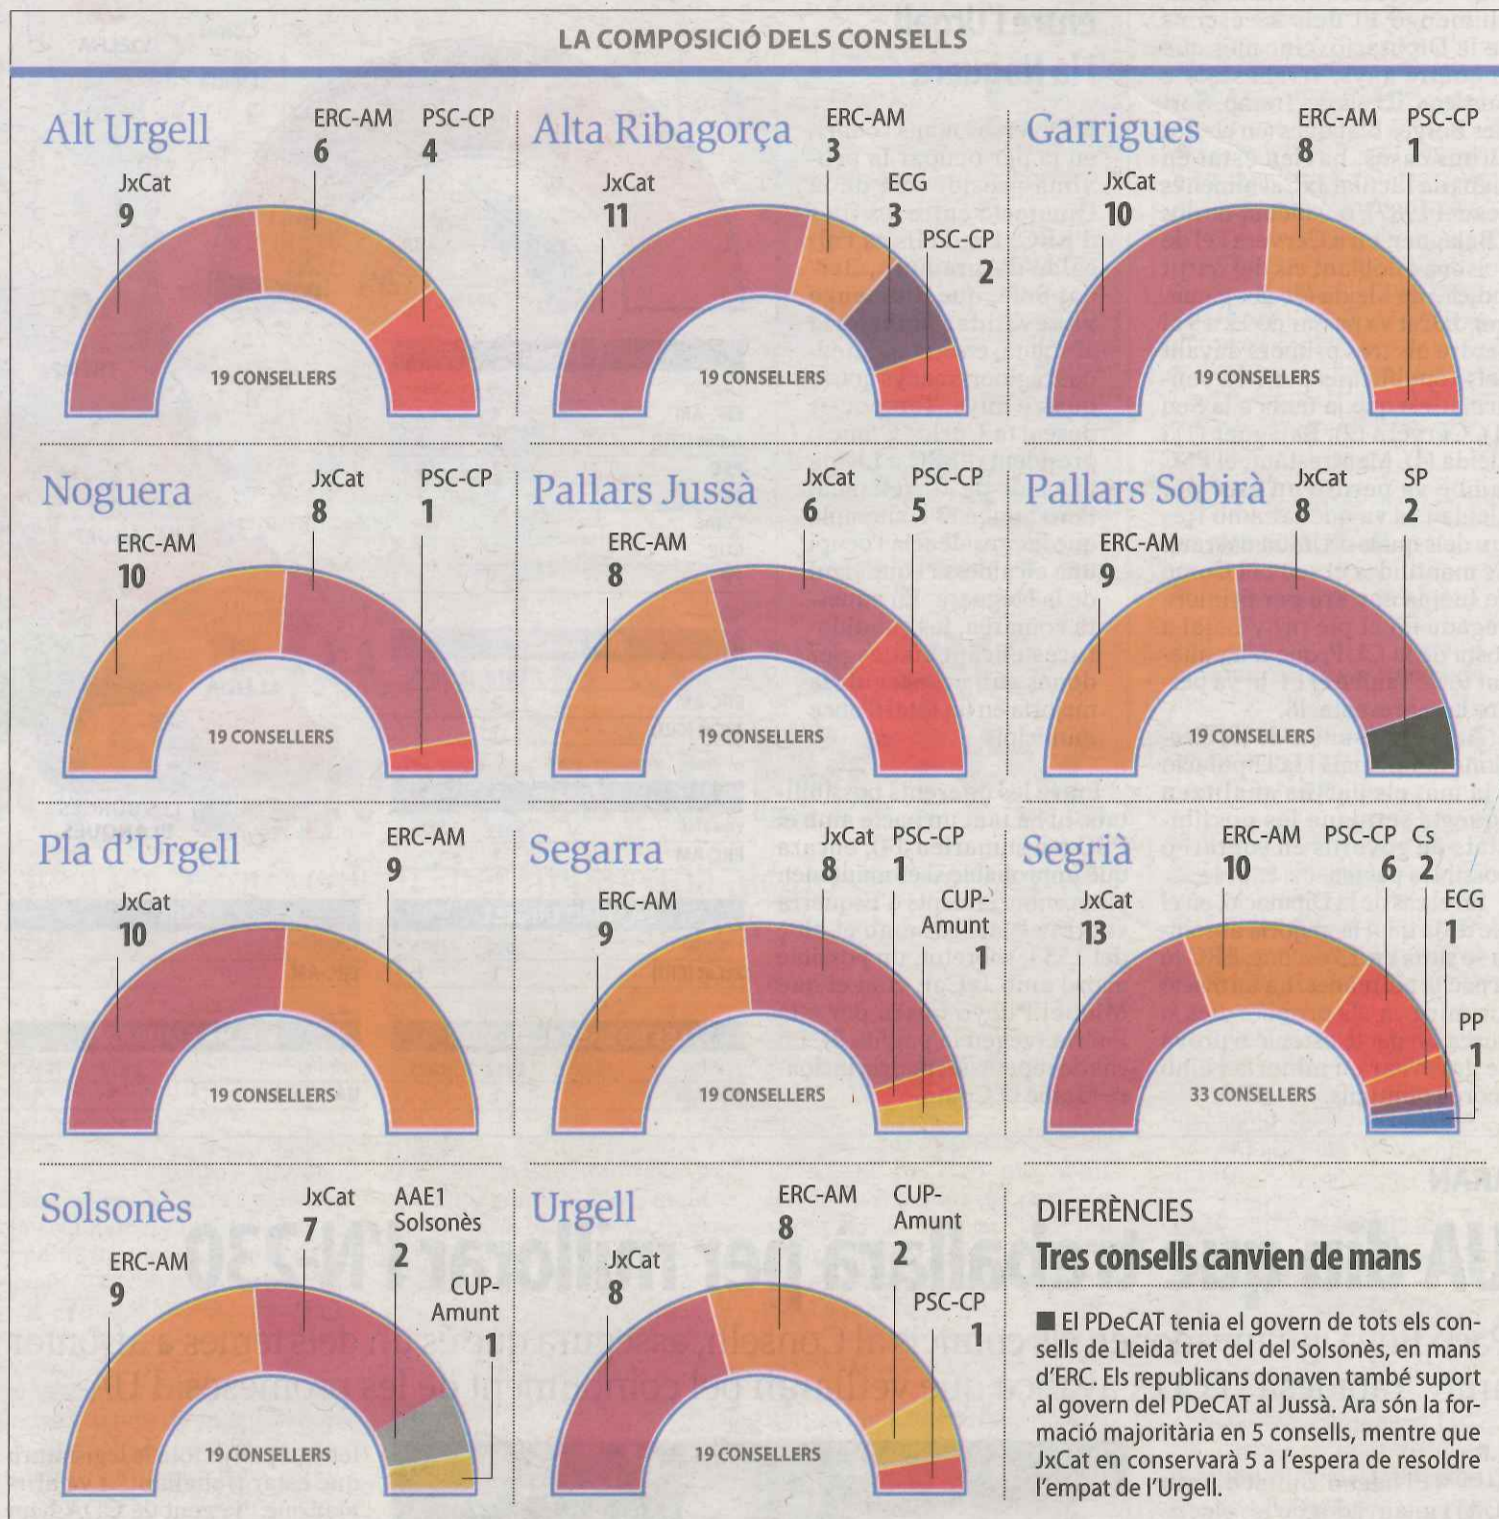 LA COMPOSICIÓ DELS CONSELLS
Alt Urgell
JxCat
9
ERC-AM
6
PSC-CP
4
19 CONSELLERS
Alta Ribagorça
JxCat
11
ERC-AM
3
ECG
3
PSC-CP
2
19 CONSELLERS
Garrigues
JxCat
10
ERC-AM
8
PSC-CP
1
19 CONSELLERS
Noguera
ERC-AM
10
JxCat
8
PSC-CP
1
19 CONSELLERS
Pallars Jussà
ERC-AM
8
JxCat
6
PSC-CP
5
19 CONSELLERS
Pallars Sobirà
ERC-AM
9
JxCat
8
SP
2
19 CONSELLERS
Pla d'Urgell
JxCat
10
ERC-AM
9
19 CONSELLERS
Segarra
ERC-AM
9
JxCat
8
PSC-CP
1
CUP-
Amunt
1
19 CONSELLERS
Segrià
JxCat
13
ERC-AM
10
PSC-CP
6
Cs
2
ECG
1
PP
1
33 CONSELLERS
Solsonès
ERC-AM
9
JxCat
7
AAE1
Solsonès
2
CUP-
Amunt
1
19 CONSELLERS
Urgell
JxCat
8
ERC-AM
8
CUP-
Amunt
2
PSC-CP
1
19 CONSELLERS
DIFERÈNCIES
Tres consells canvien de mans
■ El PDeCAT tenia el govern de tots els con-
sells de Lleida tret del del Solsonès, en mans
d'ERC. Els republicans donaven també suport
al govern del PDeCAT al Jussà. Ara són la for-
mació majoritària en 5 consells, mentre que
JxCat en conservarà 5 a l'espera de resoldre
l'empat de l'Urgell.